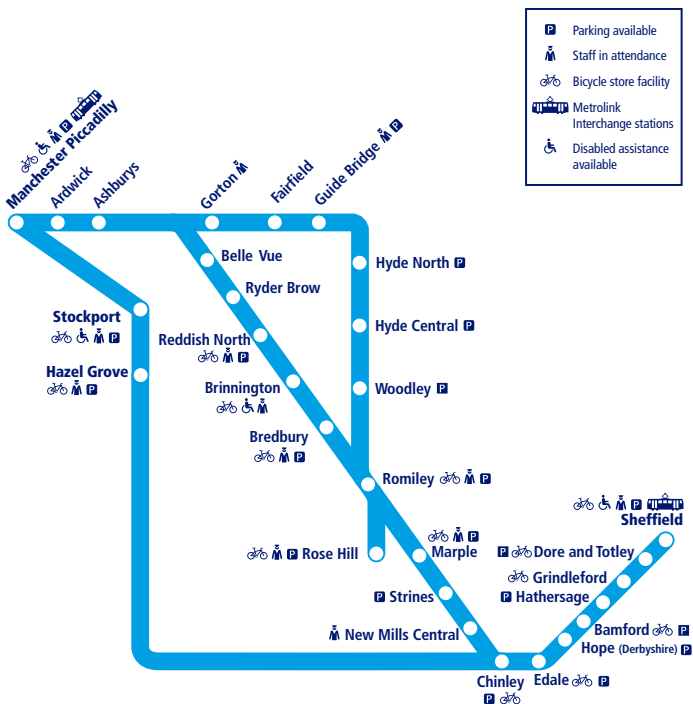 P Parking available
Staff in attendance
Bicycle store facility
Metrolink
Interchange stations
Disabled assistance
available
P
Manchester Piccadilly
Ardwick
Ashburys
Gorton
Fairfield
Guide Bridge P
Belle Vue
Hyde North P
Ryder Brow
Stockport
P
Hyde Central P
Reddish North
P
Hazel Grove
P
Brinnington
Woodley P
Bredbury
P
Romiley P
P
Sheffield
P
Marple
P Rose Hill
P Dore and Totley
Grindleford
P Strines
P Hathersage
New Mills Central
Bamford P
Hope (Derbyshire) P
Chinley
P
Edale P